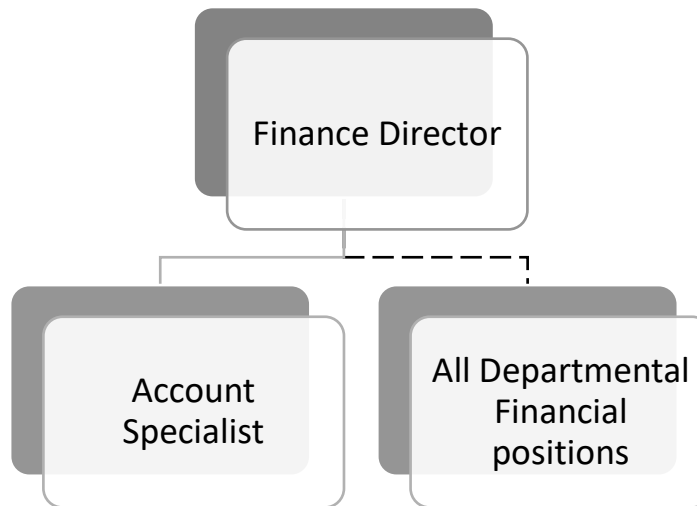 Finance Director
Account
Specialist
All Departmental
Financial
positions